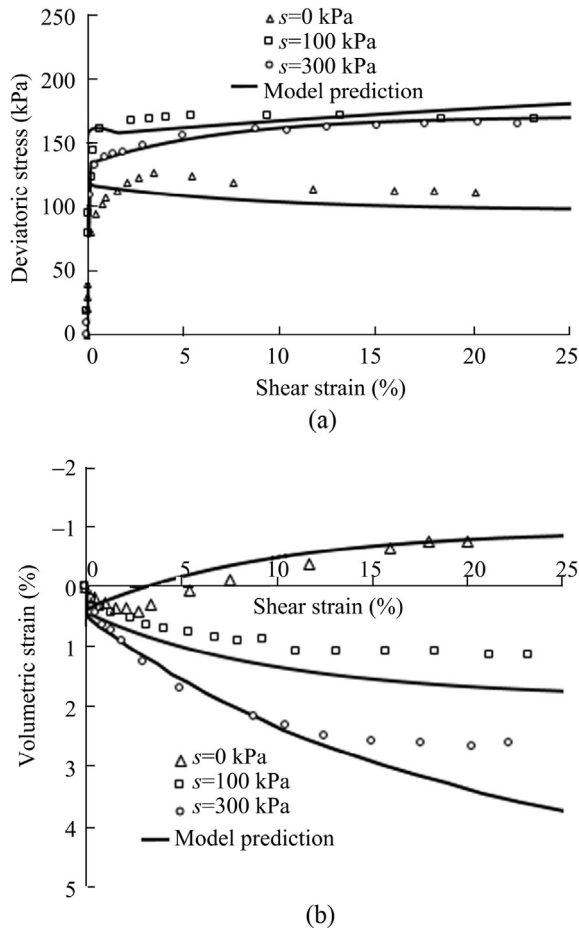 s=0 kPa
s=100 kPa
s=300 kPa
Model prediction
Deviatoric stress (kPa)
250
200
150
100
50
0
0 5 10 15 20 25
Shear strain (%)
(a)
Volumetric strain (%)
–2
–1
0
1
2
3
4
5
0 5 10 15 20 25
Shear strain (%)
s=0 kPa
s=100 kPa
s=300 kPa
Model prediction
(b)